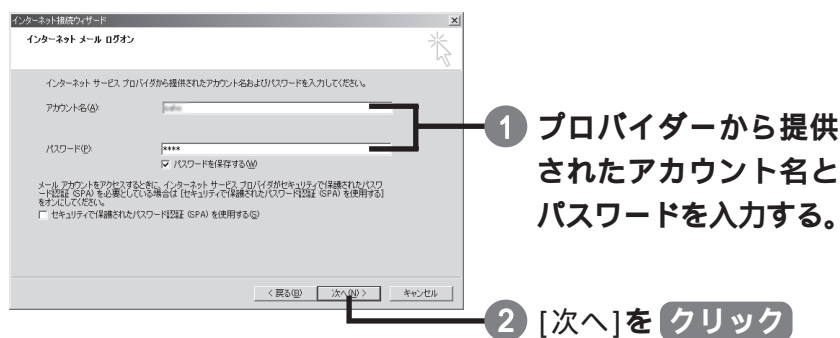 インターネット接続ウィザード
インターネット メール ログオン
インターネット サービス プロバイダから提供されたアカウント名およびパスワードを入力してください。
アカウント名(A):
パスワード(P):
****
パスワードを保存する(W)
メール アカウントをアクセスするときに、インターネット サービス プロバイダがセキュリティで保護されたパスワ
ード認証 (SPA) を必要としている場合は [セキュリティで保護されたパスワード認証 (SPA) を使用する]
をオンにしてください。
セキュリティで保護されたパスワード認証 (SPA) を使用する(S)
< 戻る(B)
次へ(N) >
キャンセル
1 プロバイダーから提供
されたアカウント名と
パスワードを入力する。
2 [次へ]を クリック